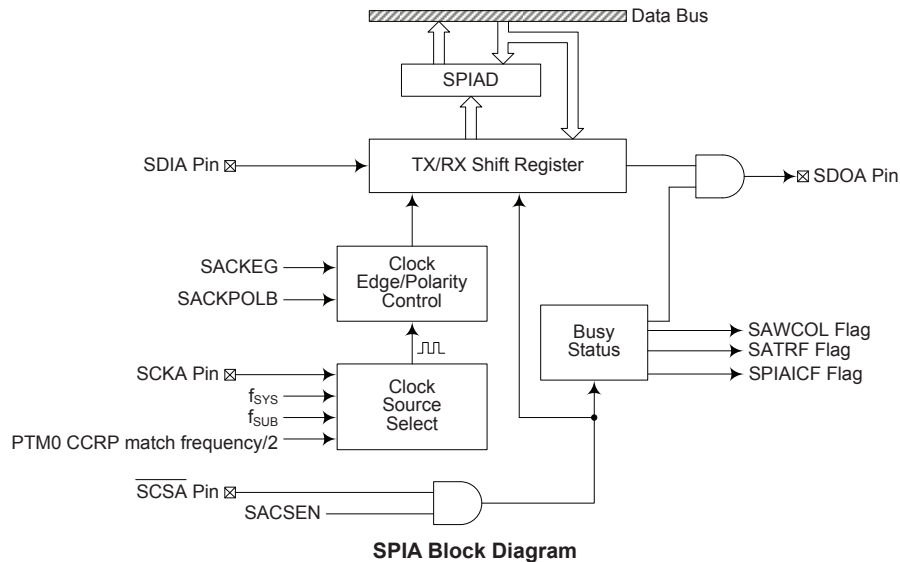 Data Bus
SPIAD
SDIA Pin
TX/RX Shift Register
SDOA Pin
SACKEG
SACKPOLB
Clock
Edge/Polarity
Control
Busy
Status
SAWCOL Flag
SATRF Flag
SPIAICF Flag
SCKA Pin
fSYS
fSUB
PTM0 CCRP match frequency/2
Clock
Source
Select
SCSA Pin
SACSEN
SPIA Block Diagram